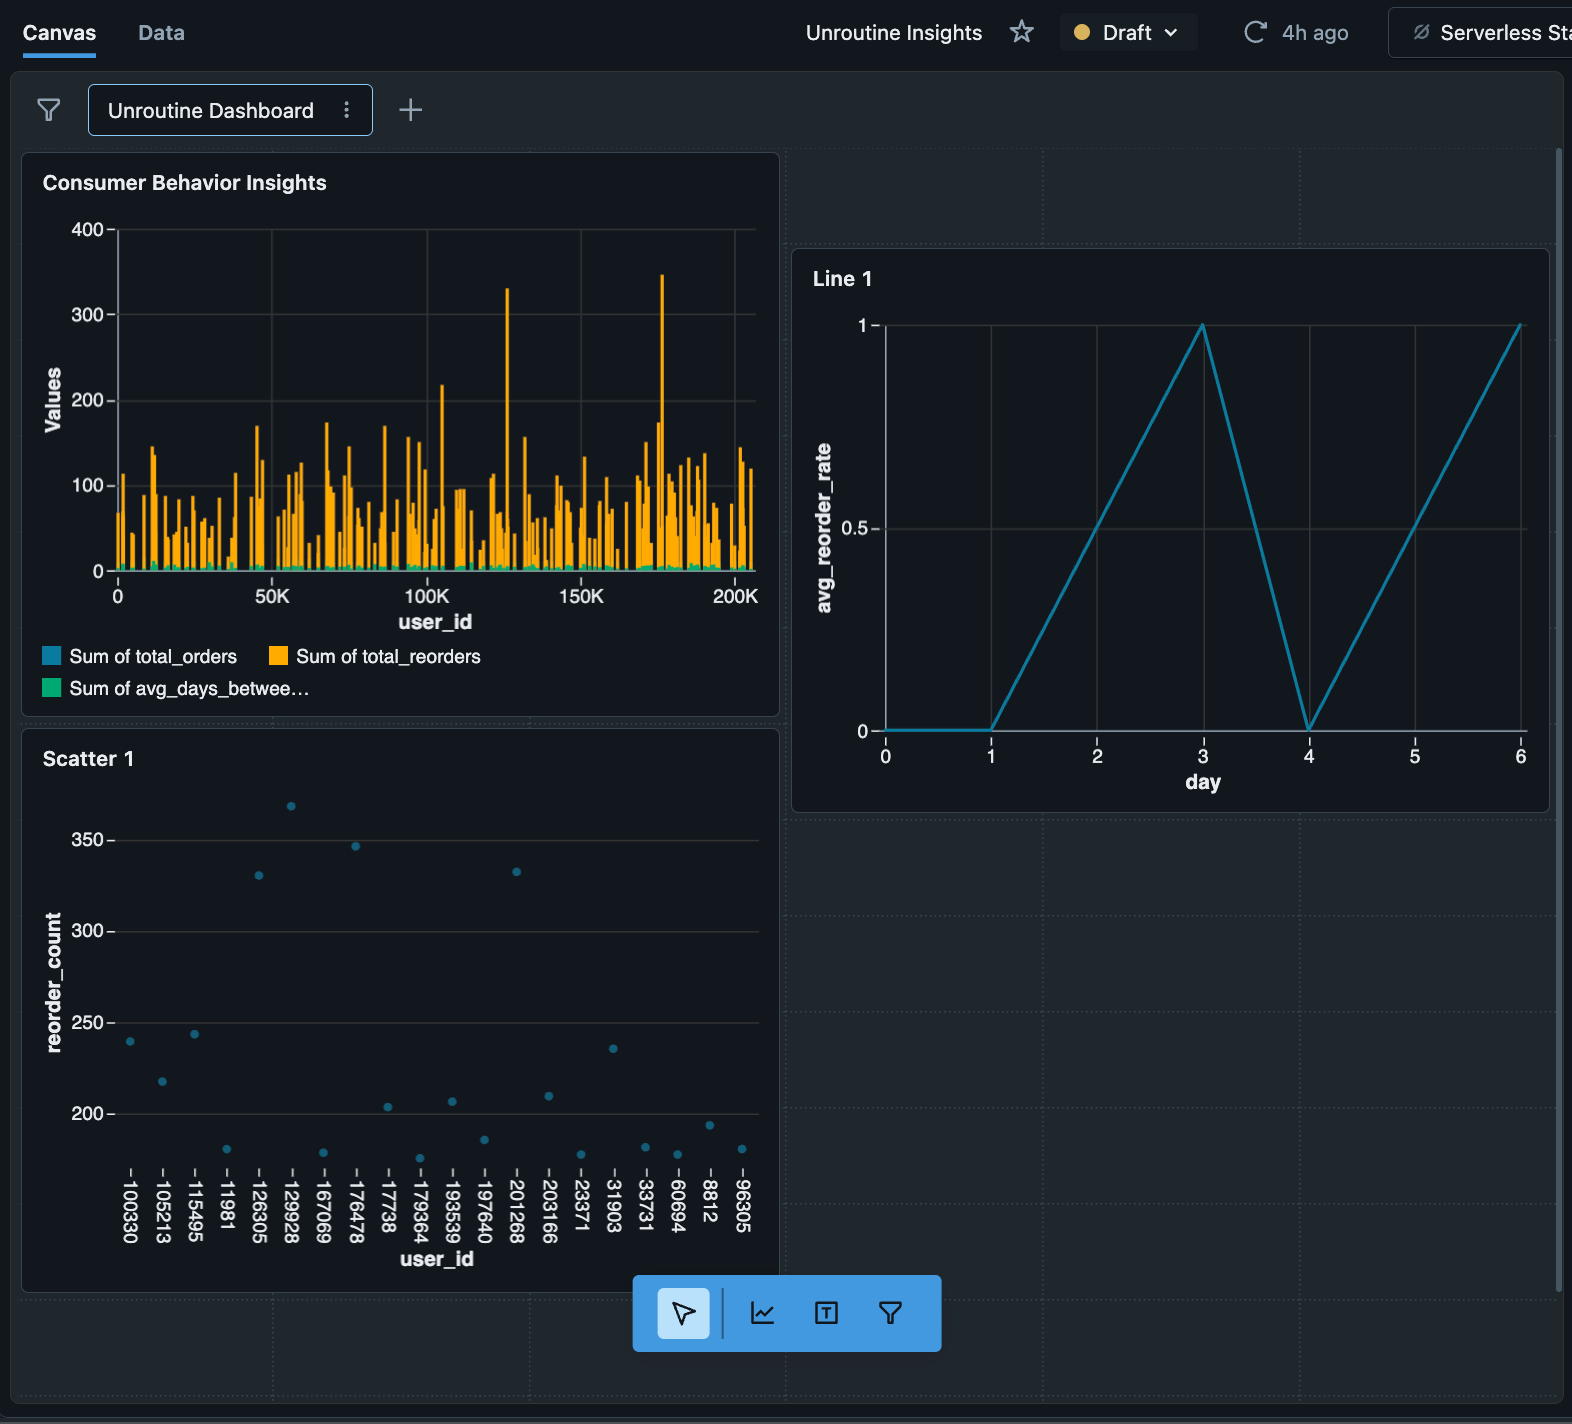 Canvas
Data
Unroutine Insights
Draft
4h ago
Serverless Sta
Unroutine Dashboard
Consumer Behavior Insights
400
300
200
100
0
Values
0 50K 100K 150K 200K
user_id
Sum of total_orders
Sum of total_reorders
Sum of avg_days_betwee...
Line 1
1
0.5
0
avg_reorder_rate
0 1 2 3 4 5 6
day
Scatter 1
350
300
250
200
reorder_count
100330
105213
115495
11981
126305
129928
167069
176478
17738
179364
193539
197640
201268
203166
23371
31903
33731
60694
8812
96305
user_id